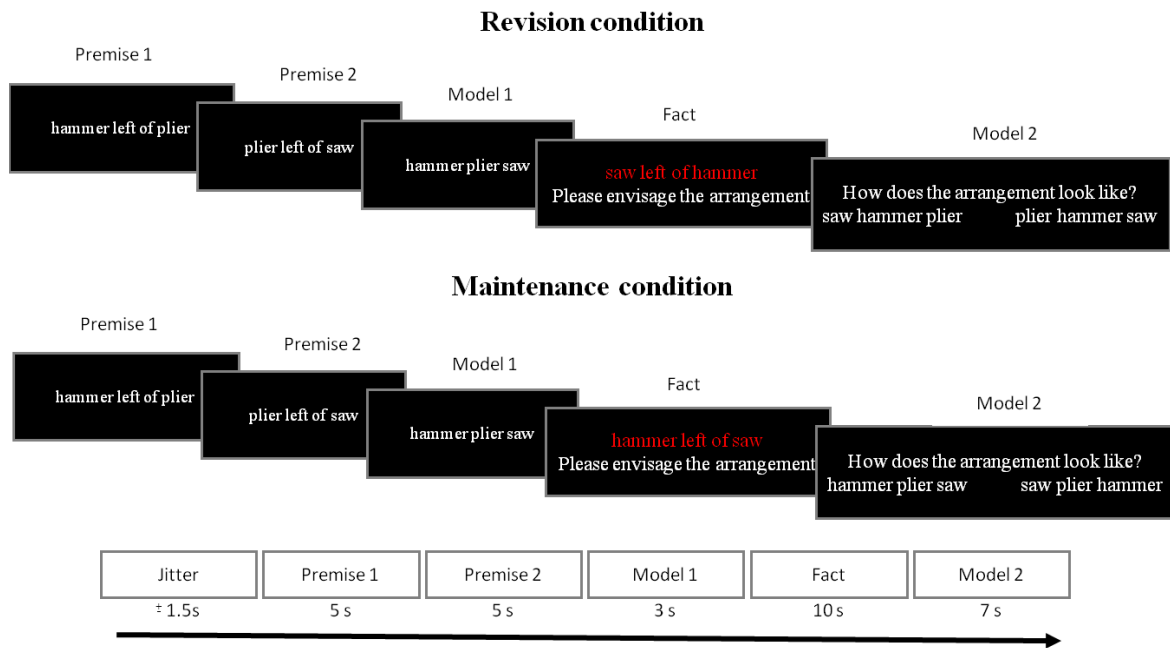 Revision condition
Premise 1
Premise 2
Model 1
Fact
Model 2
hammer left of plier
plier left of saw
hammer plier saw
saw left of hammer
Please envisage the arrangement
How does the arrangement look like?
saw hammer plier plier hammer saw
Maintenance condition
Premise 1
Premise 2
Model 1
Fact
Model 2
hammer left of plier
plier left of saw
hammer plier saw
hammer left of saw
Please envisage the arrangement
How does the arrangement look like?
hammer plier saw saw plier hammer
Jitter Premise 1 Premise 2 Model 1 Fact Model 2
± 1.5s 5 s 5 s 3 s 10 s 7 s